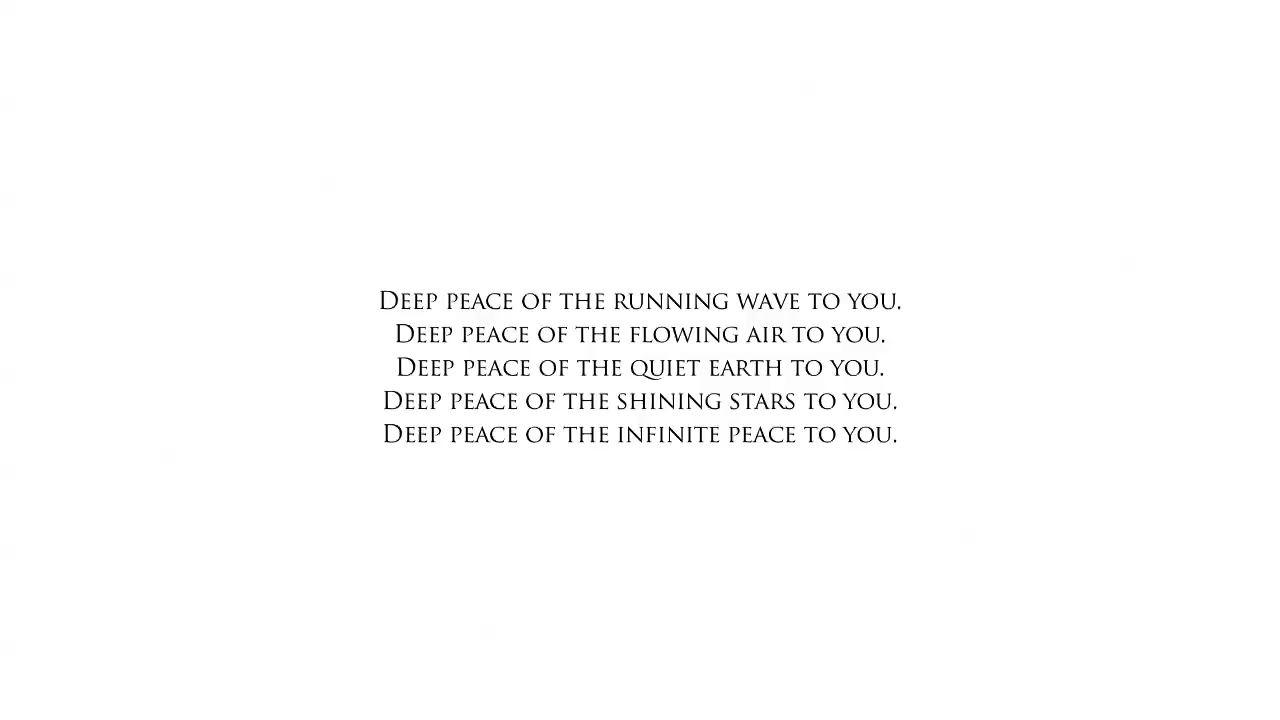 Deep peace of the running wave to you.
Deep peace of the flowing air to you.
Deep peace of the quiet earth to you.
Deep peace of the shining stars to you.
Deep peace of the infinite peace to you.